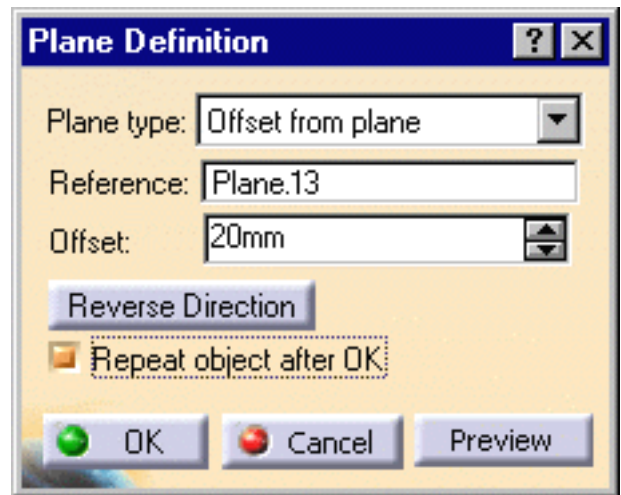 Plane Definition ? X
Plane type: Offset from plane
Reference: Plane.13
Offset: 20mm
Reverse Direction
Repeat object after OK
OK Cancel Preview